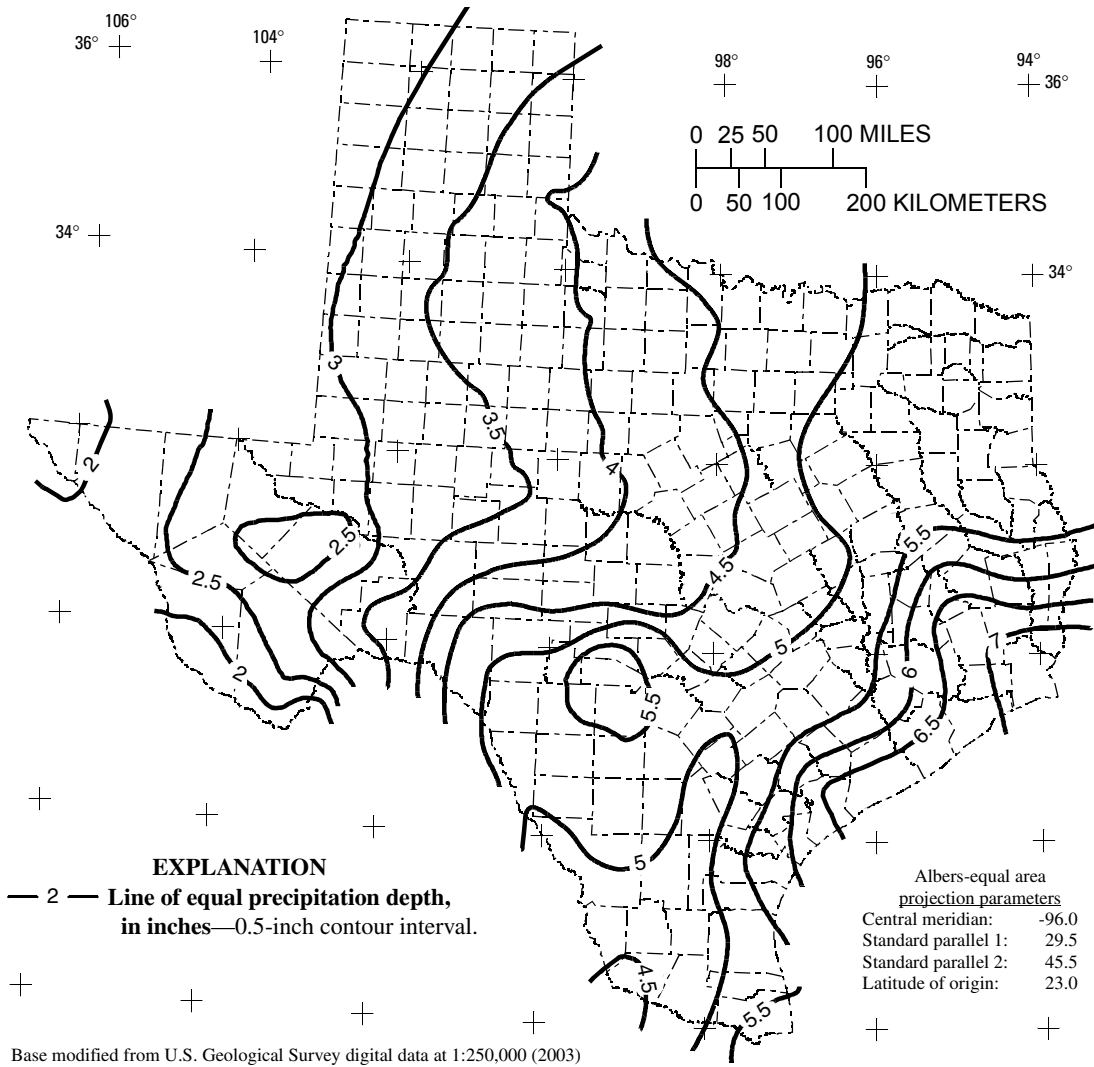 106°
36°
104°
98°
96°
94°
36°
0 25 50 100 MILES
0 50 100 200 KILOMETERS
34°
34°
3
3.5
2
4
2.5
5.5
2.5
4.5
7
5
2
6
5.5
6.5
5
EXPLANATION
2 Line of equal precipitation depth,
in inches—0.5-inch contour interval.
Albers-equal area
projection parameters
Central meridian: -96.0
Standard parallel 1: 29.5
Standard parallel 2: 45.5
Latitude of origin: 23.0
4.5
5.5
Base modified from U.S. Geological Survey digital data at 1:250,000 (2003)